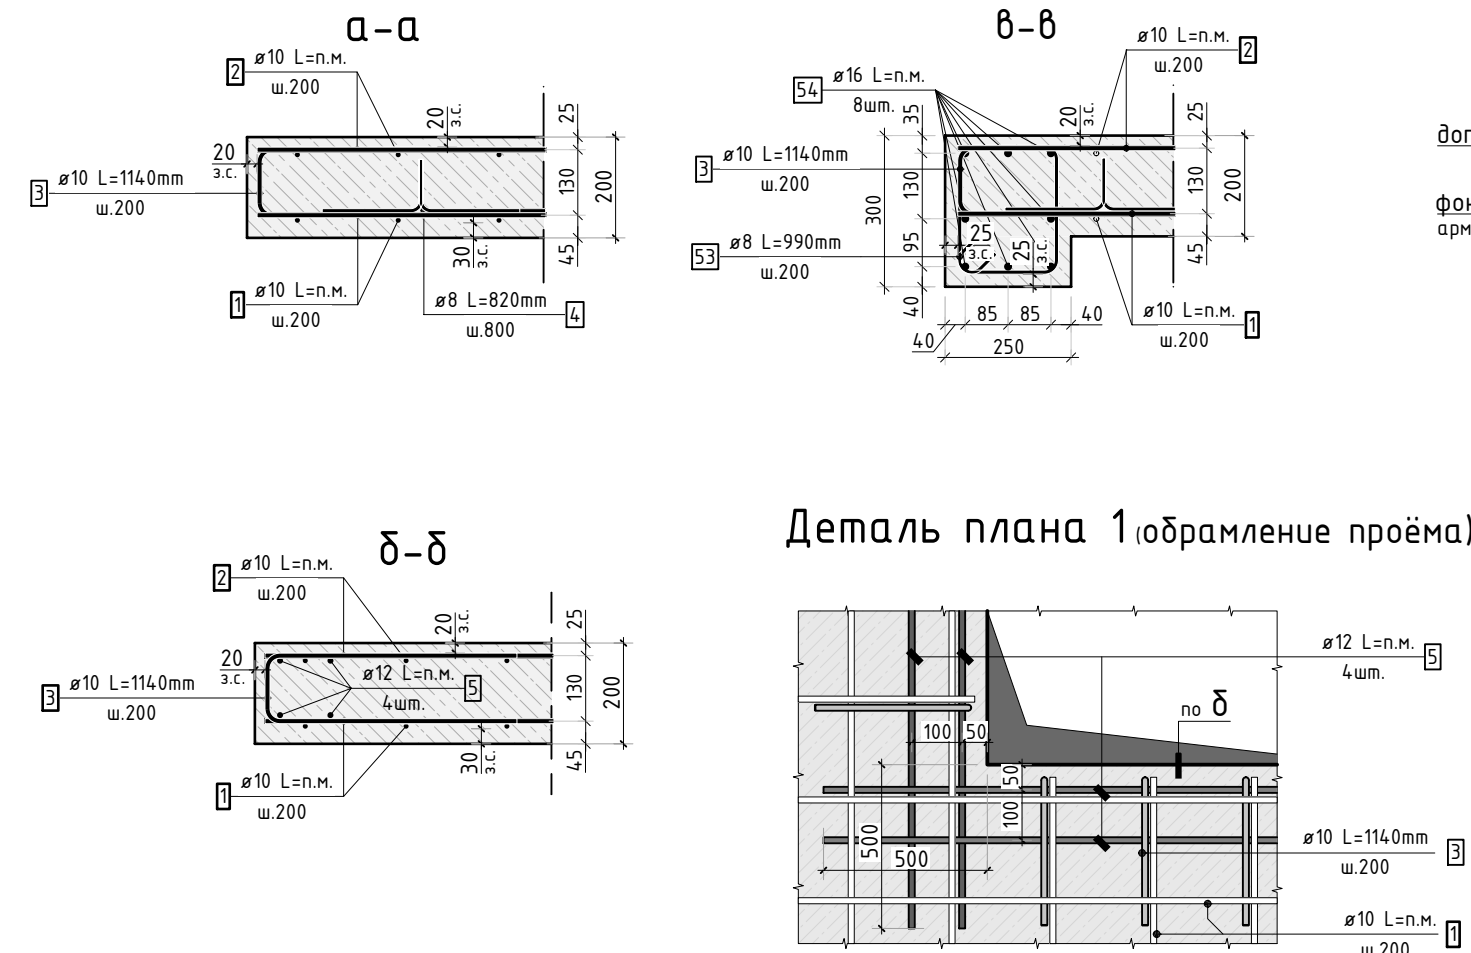 а-а
2
ø10 L=п.м.
ш.200
20
з.с.
25
20
з.с.
3
ø10 L=1140mm
ш.200
130
200
30
з.с.
45
1
ø10 L=п.м.
ш.200
ø8 L=820mm
ш.800
4
в-в
ø10 L=п.м.
ш.200
2
54
ø16 L=п.м.
8шт.
35
20
з.с.
25
3
ø10 L=1140mm
ш.200
300
130
130
200
53
ø8 L=990mm
ш.200
95
25
з.с.
25
з.с.
45
40
85
85
40
40
250
ø10 L=п.м.
ш.200
1
б-б
2
ø10 L=п.м.
ш.200
20
з.с.
25
20
з.с.
3
ø10 L=1140mm
ш.200
ø12 L=п.м.
4шт.
5
130
200
30
з.с.
45
1
ø10 L=п.м.
ш.200
Деталь плана 1 (обрамление проёма)
ø12 L=п.м.
4шт.
5
по б
100
50
50
100
500
500
ø10 L=1140mm
ш.200
3
ø10 L=п.м.
ш.200
1